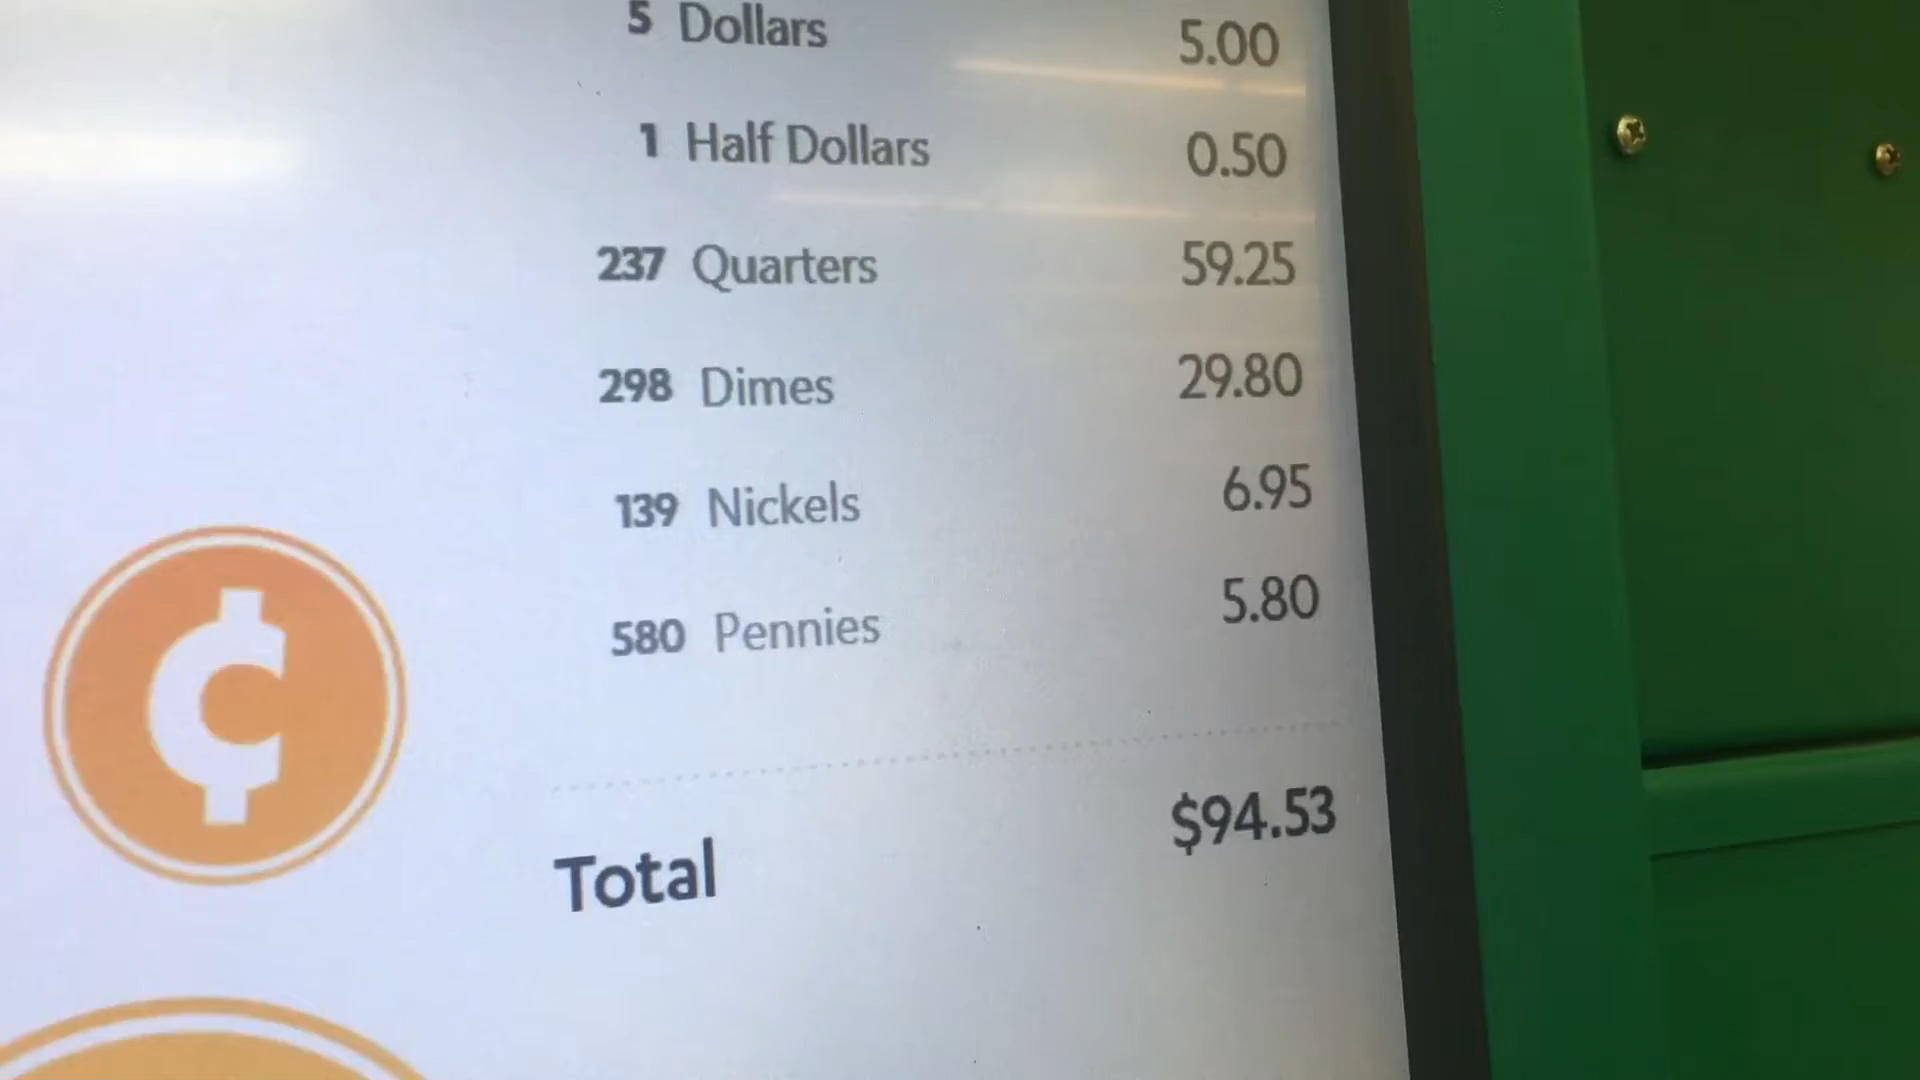 5 Dollars 5.00
1 Half Dollars 0.50
237 Quarters 59.25
298 Dimes 29.80
139 Nickels 6.95
580 Pennies 5.80
¢
Total $94.53